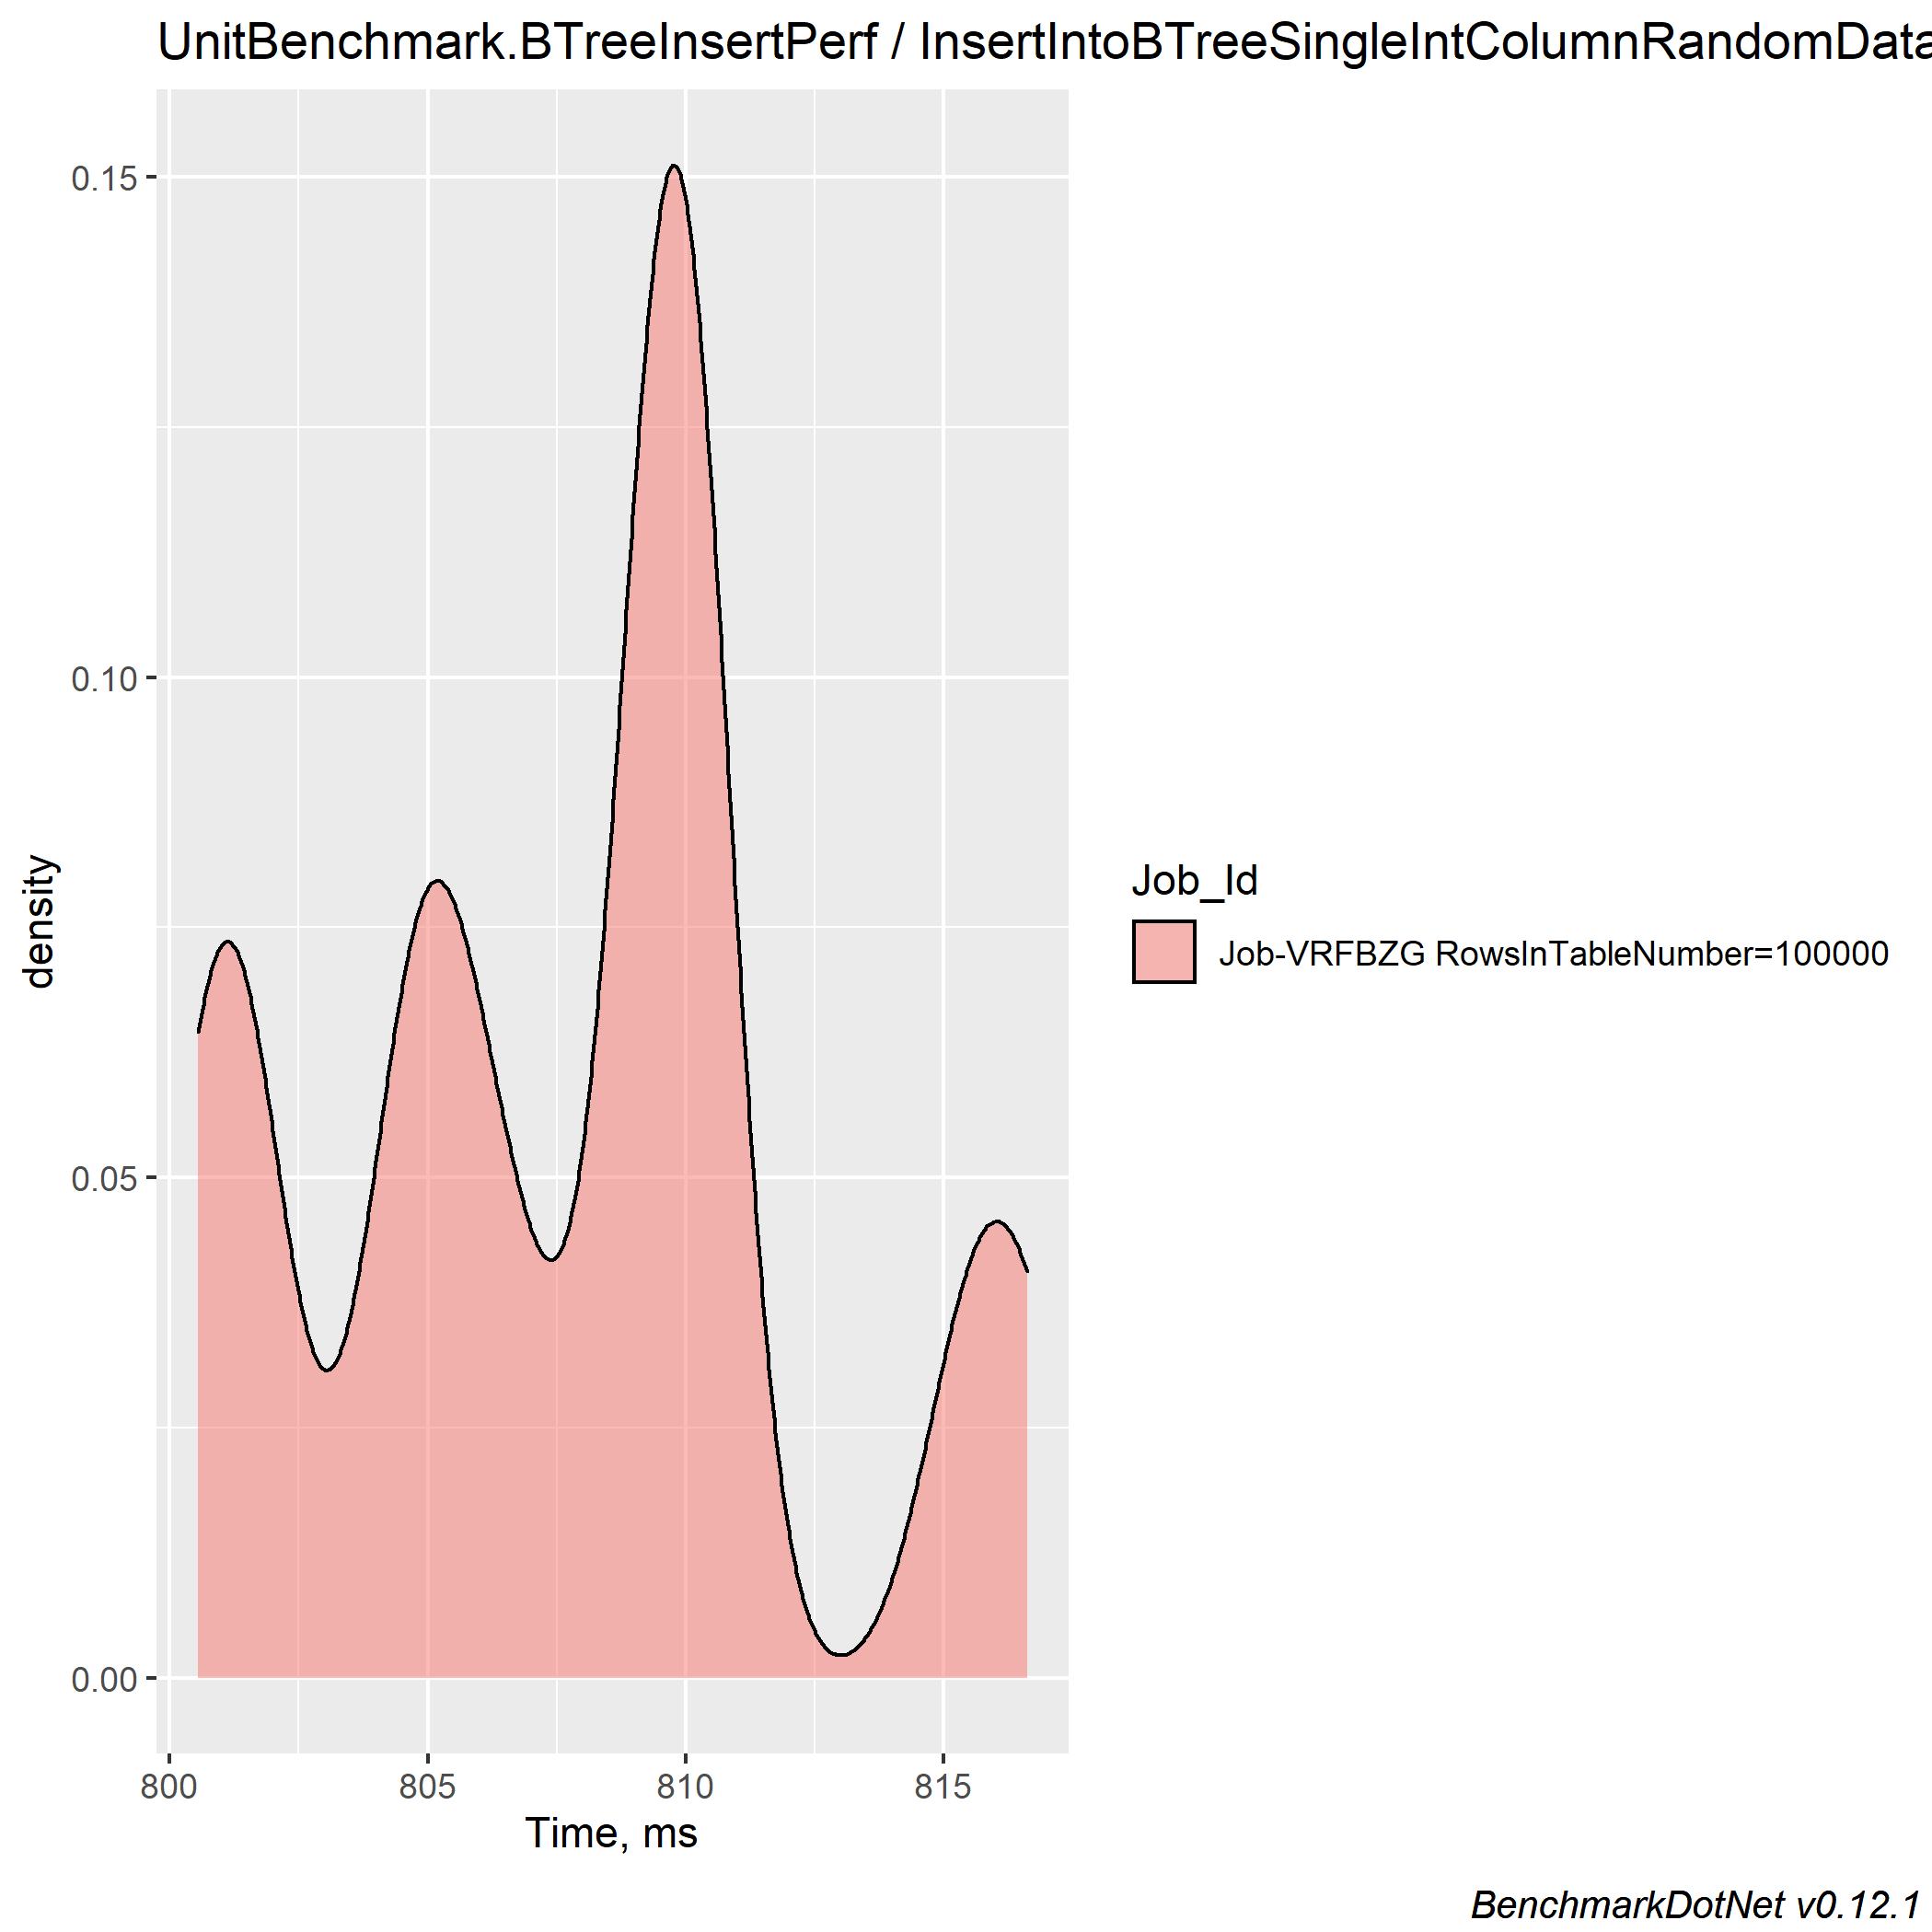 UnitBenchmark.BTreeInsertPerf / InsertIntoBTreeSingleIntColumnRandomData
0.15
0.10
0.05
0.00
density
800 805 810 815
Time, ms
Job_Id
Job-VRFBZG RowsInTableNumber=100000
BenchmarkDotNet v0.12.1